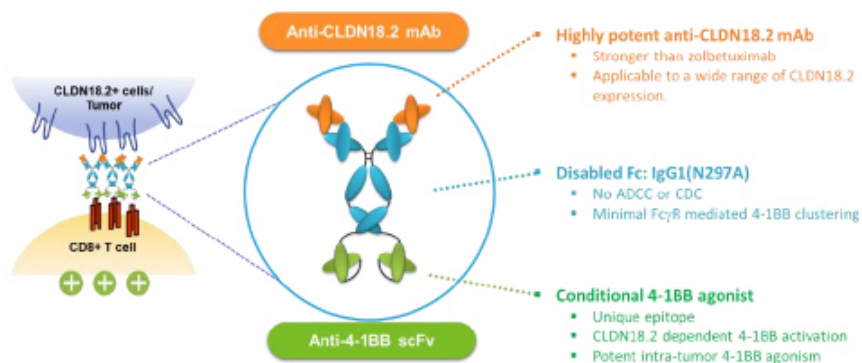 Anti-CLDN18.2 mAb
CLDN18.2+ cells/
Tumor
CD8+ T cell
Anti-4-1BB scFv
Highly potent anti-CLDN18.2 mAb
Stronger than zolbetuximab
Applicable to a wide range of CLDN18.2
expression.
Disabled Fc: IgG1(N297A)
No ADCC or CDC
Minimal FcγR mediated 4-1BB clustering
Conditional 4-1BB agonist
Unique epitope
CLDN18.2 dependent 4-1BB activation
Potent intra-tumor 4-1BB agonism